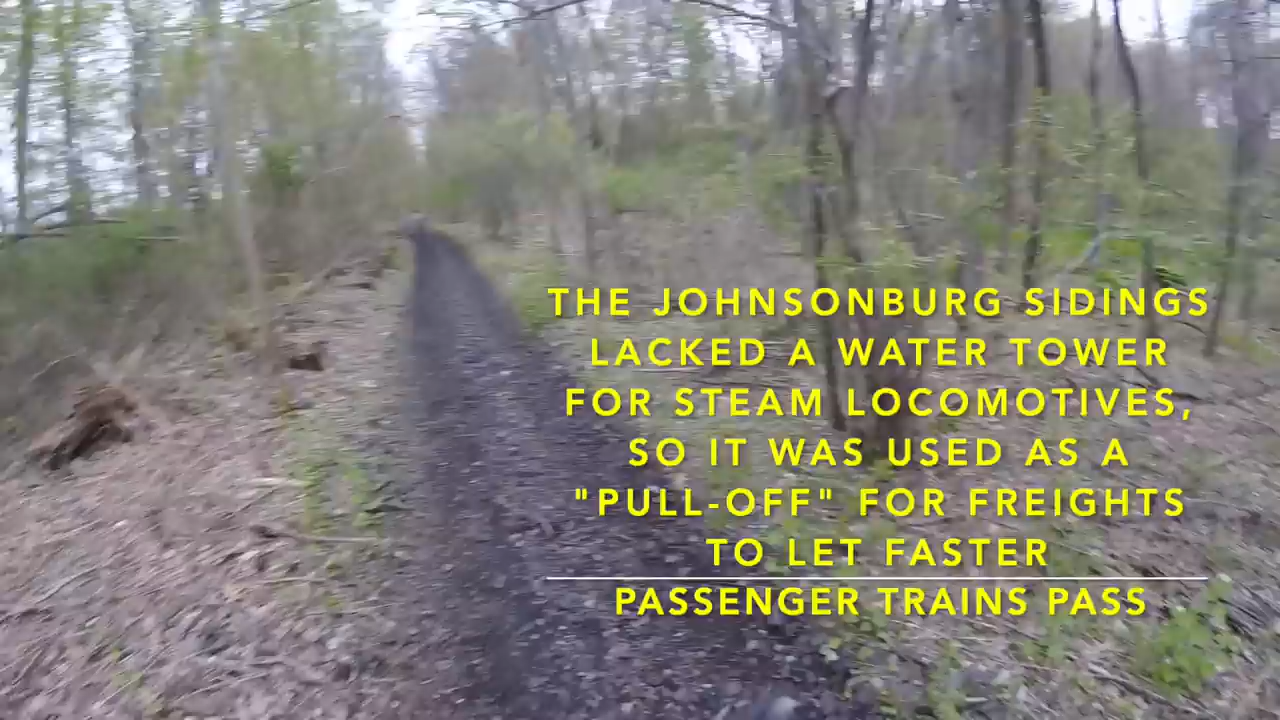 THE JOHNSONBURG SIDINGS
LACKED A WATER TOWER
FOR STEAM LOCOMOTIVES,
SO IT WAS USED AS A
"PULL-OFF" FOR FREIGHTS
TO LET FASTER
PASSENGER TRAINS PASS